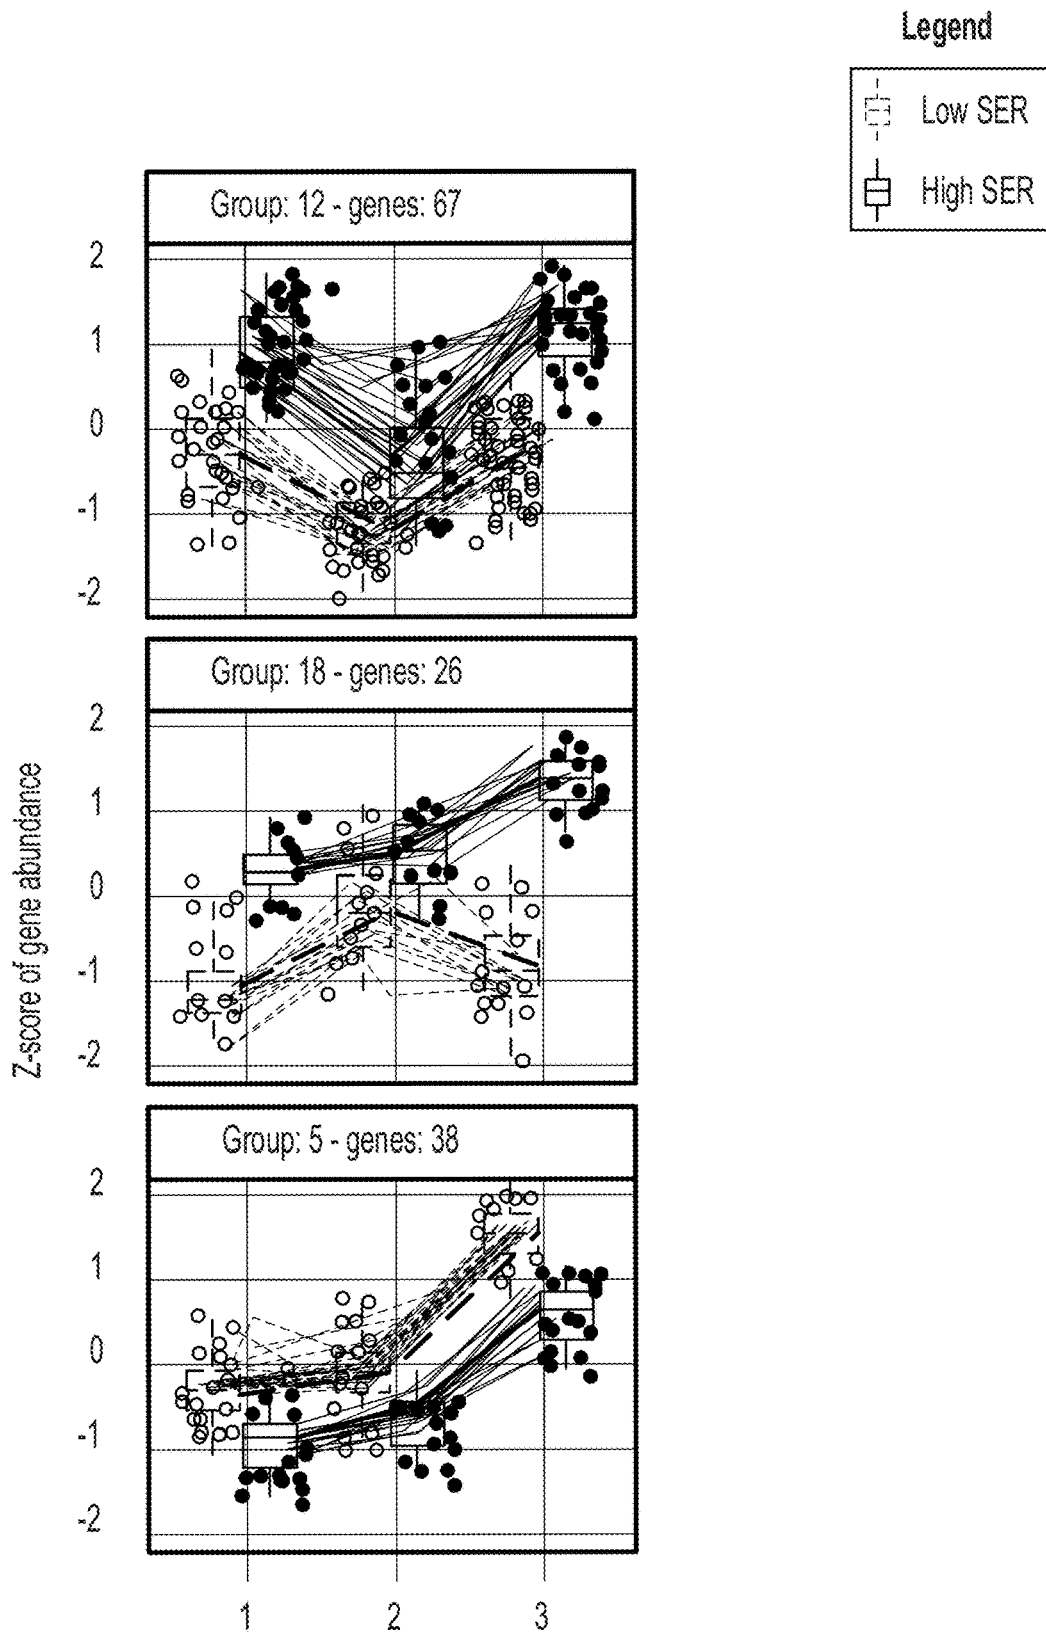 Legend
Low SER
High SER
Group: 12 - genes: 67
2
1
0
-1
-2
Group: 18 - genes: 26
2
1
0
-1
-2
Z-score of gene abundance
Group: 5 - genes: 38
2
1
0
-1
-2
1 2 3